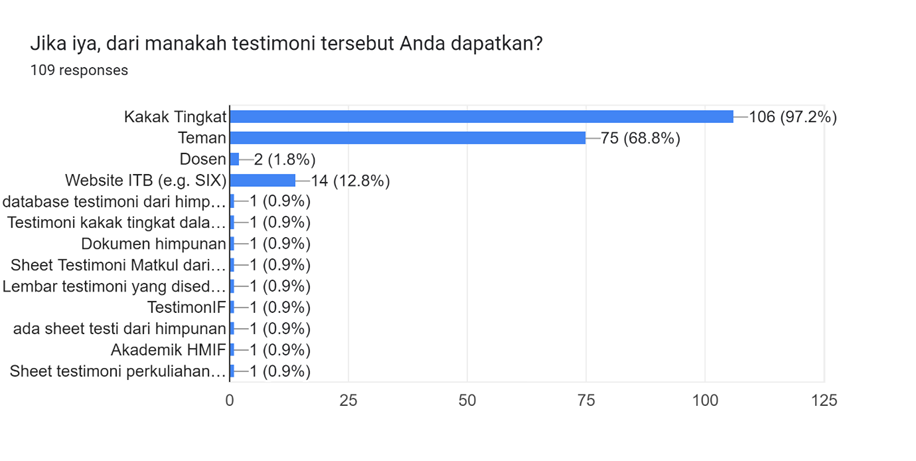 Jika iya, dari manakah testimoni tersebut Anda dapatkan?
109 responses
Kakak Tingkat 106 (97.2%)
Teman 75 (68.8%)
Dosen 2 (1.8%)
Website ITB (e.g. SIX) 14 (12.8%)
database testimoni dari himp… 1 (0.9%)
Testimoni kakak tingkat dala… 1 (0.9%)
Dokumen himpunan 1 (0.9%)
Sheet Testimoni Matkul dari… 1 (0.9%)
Lembar testimoni yang dised… 1 (0.9%)
TestimonIF 1 (0.9%)
ada sheet testi dari himpunan 1 (0.9%)
Akademik HMIF 1 (0.9%)
Sheet testimoni perkuliahan… 1 (0.9%)
0 25 50 75 100 125